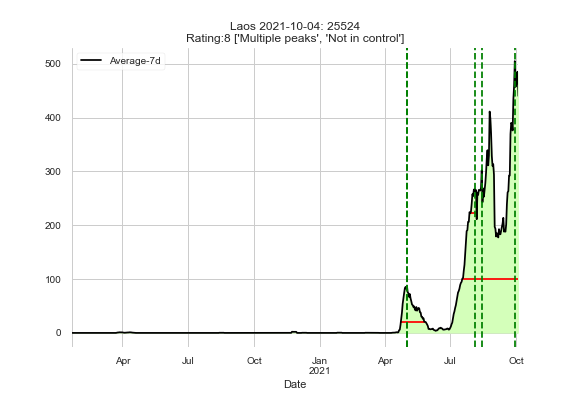 Laos 2021-10-04: 25524
Rating:8 ['Multiple peaks', 'Not in control']
Average-7d
500
400
300
200
100
0
Apr Jul Oct Jan Apr Jul Oct
2021
Date